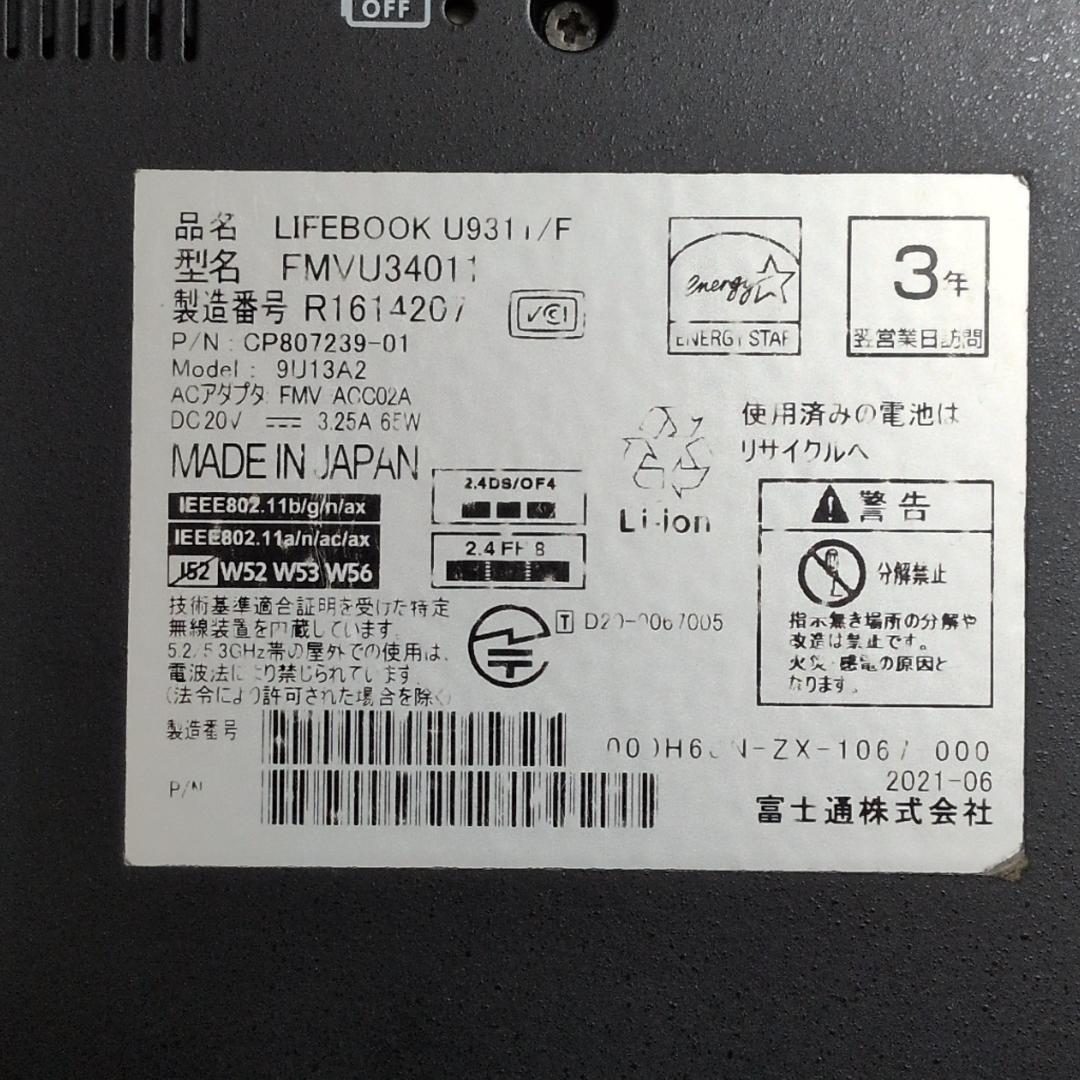 OFF
品名 LIFEBOOK U9311/F
型名 FMVU34011
製造番号 R1614207
P/N : CP807239-01
Model : 9U13A2
ACアダプタ: FMV-ACC02A
DC20V 3.25A 65W
MADE IN JAPAN
IEEE802.11b/g/n/ax
IEEE802.11a/n/ac/ax
J52 W52 W53 W56
2.4DS/OF4
2.4FH8
技術基準適合証明を受けた特定
無線装置を内蔵しています。
5.2/5.3GHz帯の屋外での使用は、
電波法により禁じられています。
(法令により許可された場合を除く)
T D20-0067005
製造番号
P/N
VCCI
energy
ENERGY STAR
3年
翌営業日訪問
Li-ion
使用済みの電池は
リサイクルへ
警告
分解禁止
指示無き場所の分解や
改造は禁止です。
火災・感電の原因と
なります。
2021-06
富士通株式会社